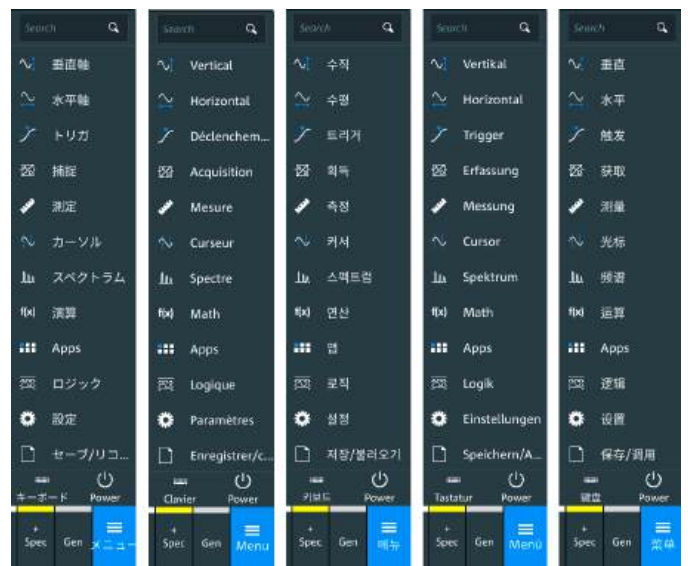 Search
垂直軸
水平軸
トリガ
捕捉
測定
カーソル
スペクトラム
f(x) 演算
Apps
ロジック
設定
セーブ/リコ...
キーボード Power
+
Spec Gen メニュー
Search
Vertical
Horizontal
Déclenchem...
Acquisition
Mesure
Curseur
Spectre
f(x) Math
Apps
Logique
Paramètres
Enregistrer/c...
Clavier Power
+
Spec Gen Menu
Search
수직
수평
트리거
획득
측정
커서
스펙트럼
f(x) 연산
앱
로직
설정
저장/불러오기
키보드 Power
+
Spec Gen 메뉴
Search
Vertikal
Horizontal
Trigger
Erfassung
Messung
Cursor
Spektrum
f(x) Math
Apps
Logik
Einstellungen
Speichern/A...
Tastatur Power
+
Spec Gen Menü
Search
垂直
水平
触发
获取
测量
光标
频谱
f(x) 运算
Apps
逻辑
设置
保存/调用
键盘 Power
+
Spec Gen 菜单